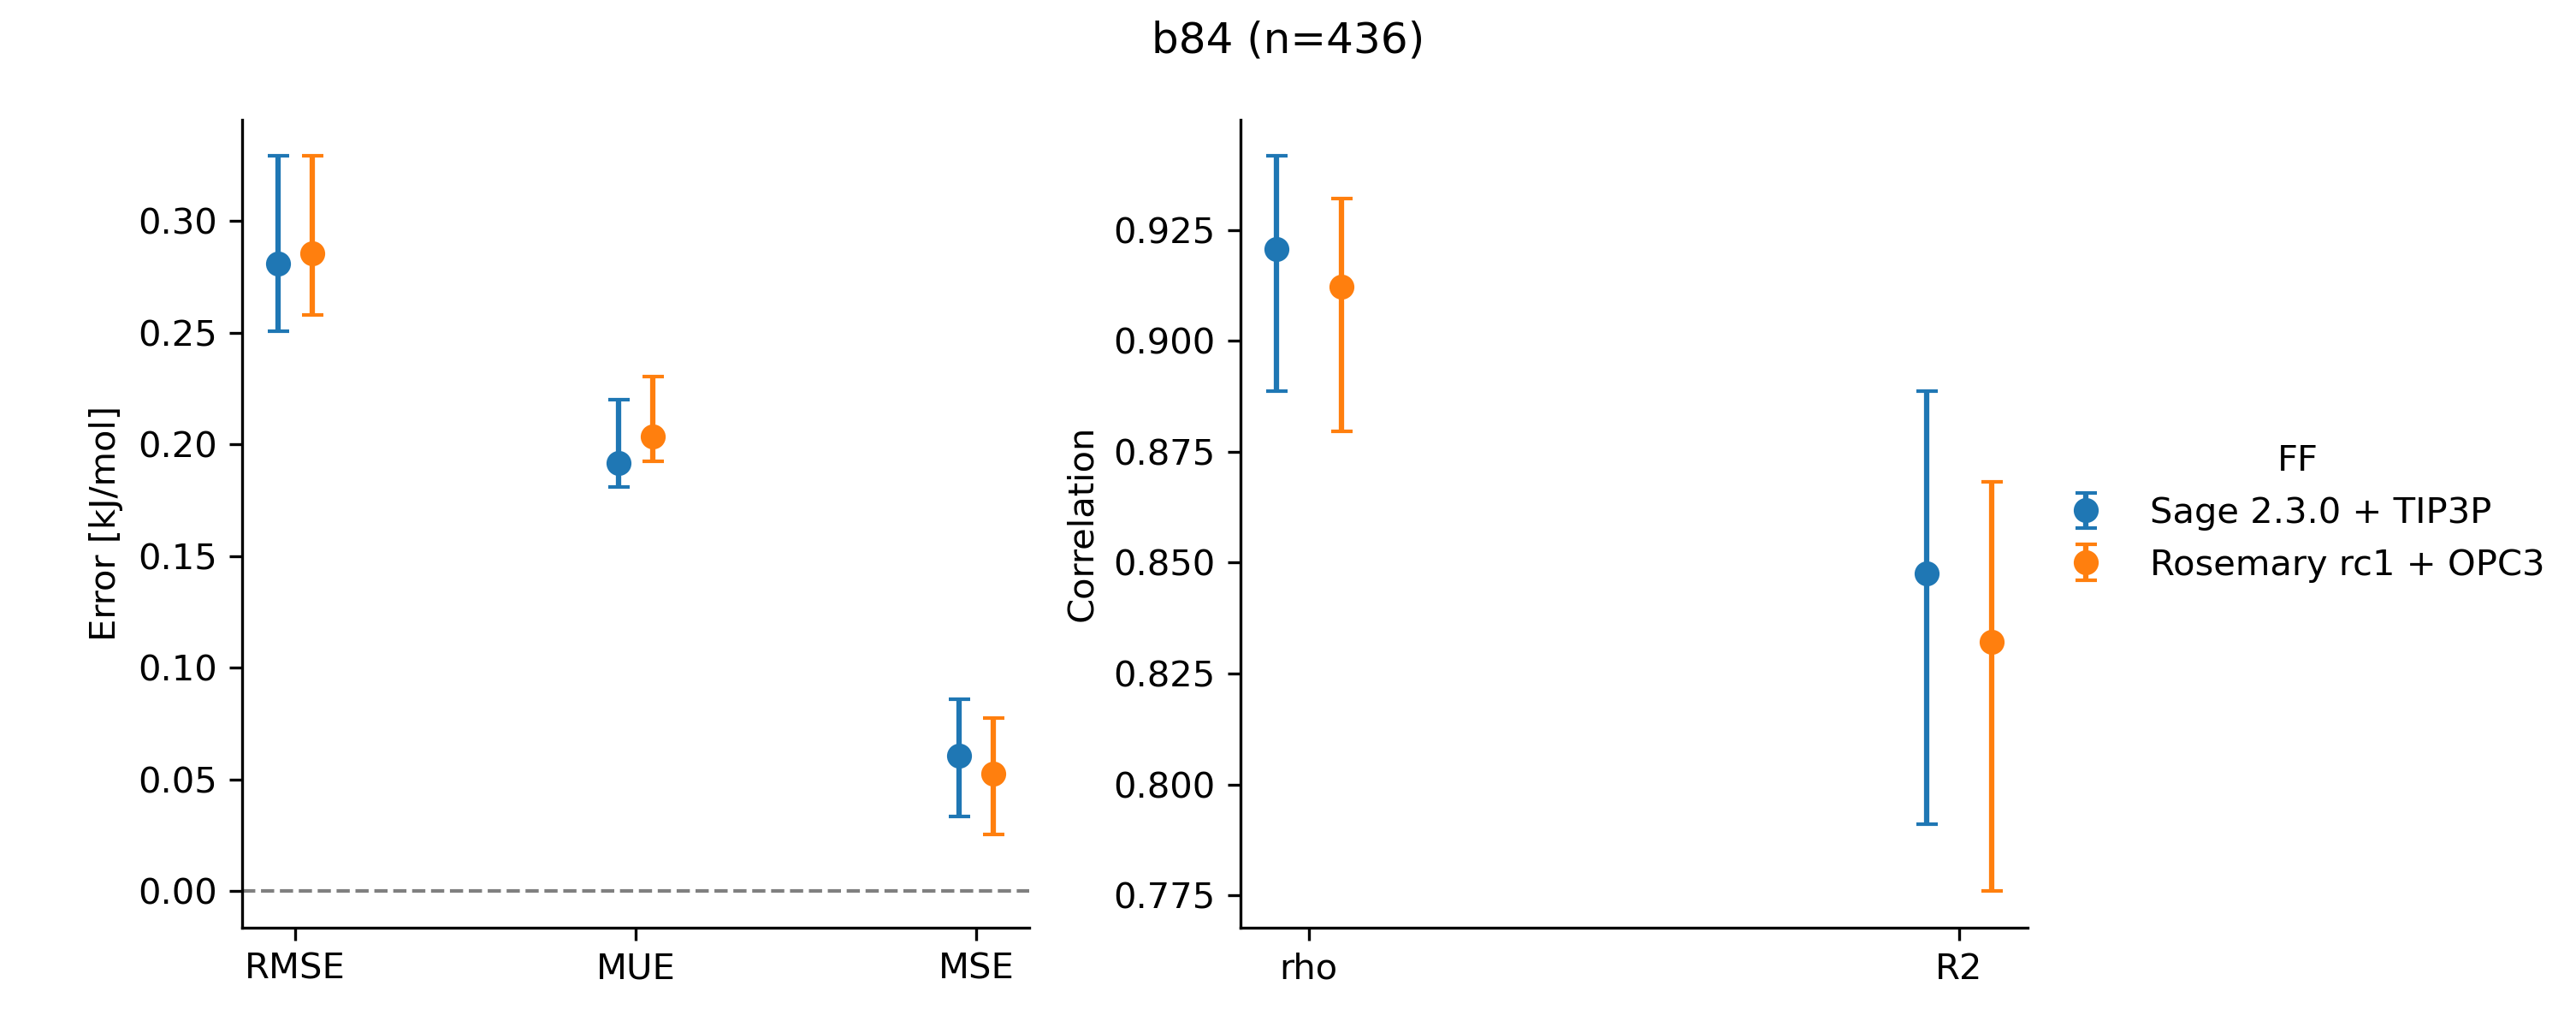 b84 (n=436)
Error [kJ/mol]
0.30
0.25
0.20
0.15
0.10
0.05
0.00
RMSE
MUE
MSE
Correlation
0.925
0.900
0.875
0.850
0.825
0.800
0.775
rho
R2
FF
Sage 2.3.0 + TIP3P
Rosemary rc1 + OPC3